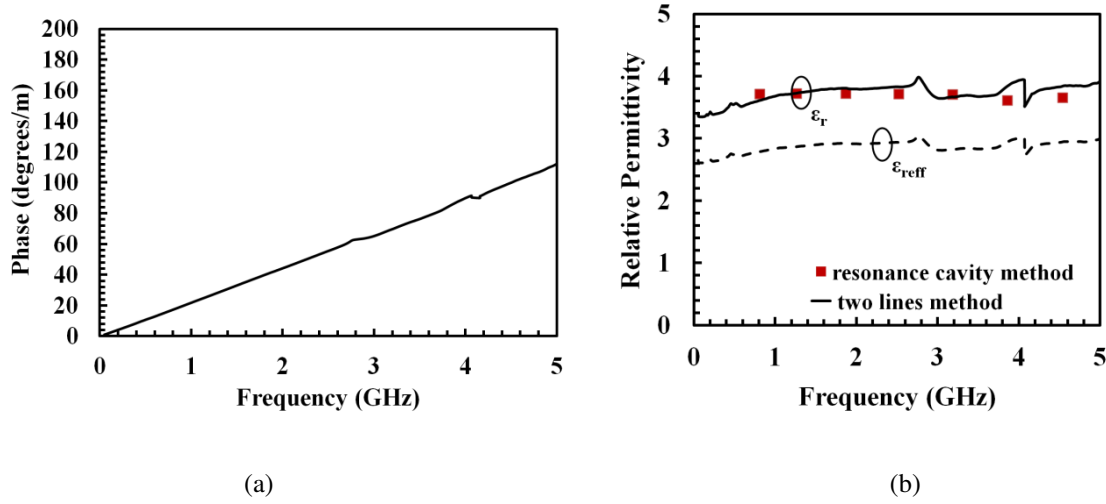 200
180
160
140
120
100
80
60
40
20
0
Phase (degrees/m)
0 1 2 3 4 5
Frequency (GHz)
(a)
5
4
3
2
1
0
Relative Permittivity
εr
εreff
resonance cavity method
two lines method
0 1 2 3 4 5
Frequency (GHz)
(b)